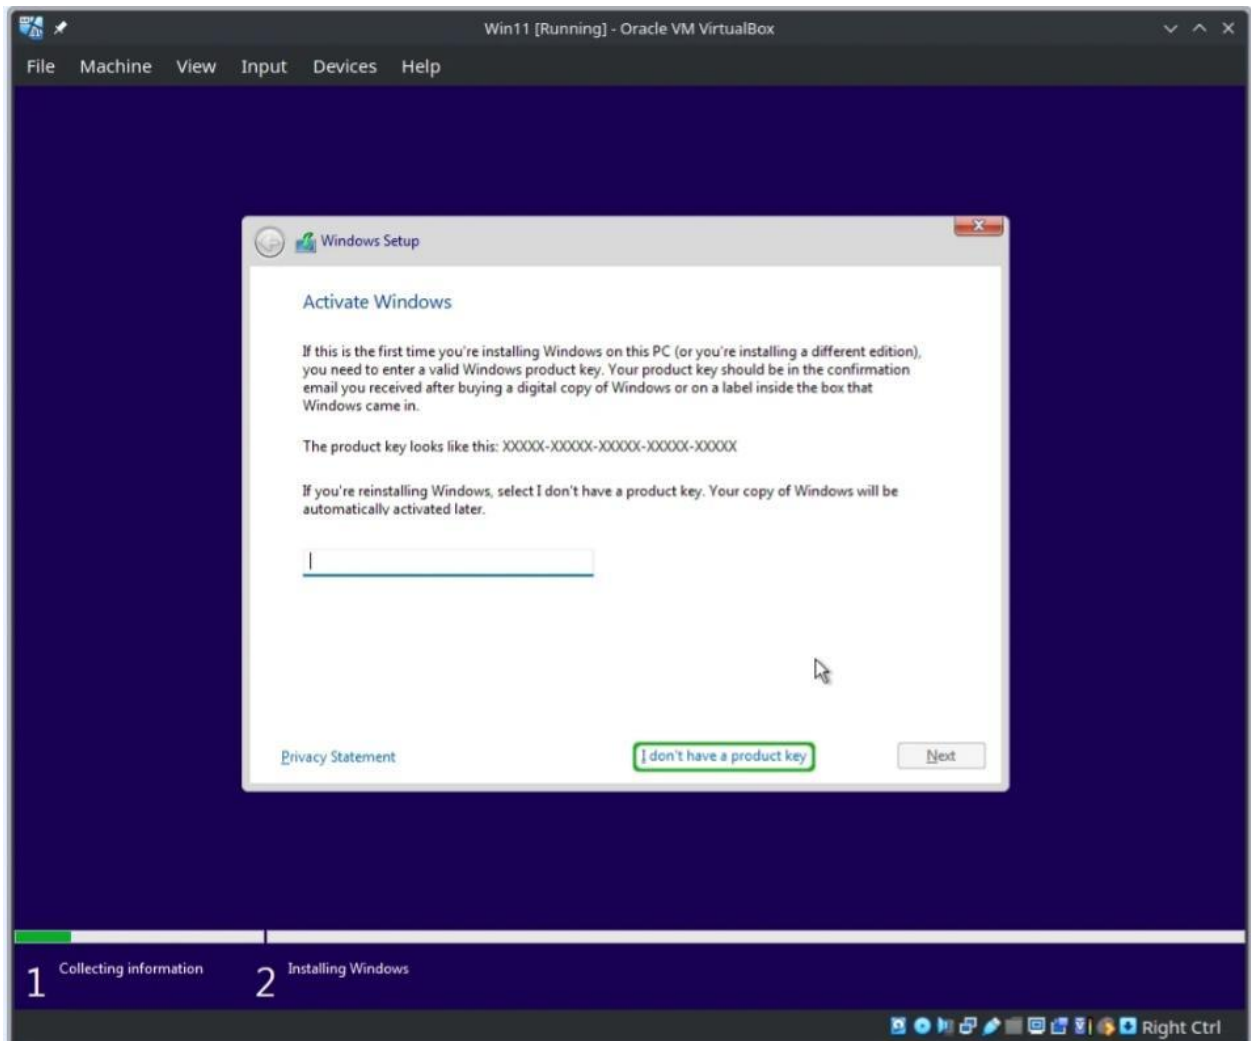 Win11 [Running] - Oracle VM VirtualBox
File Machine View Input Devices Help
Windows Setup
Activate Windows
If this is the first time you're installing Windows on this PC (or you're installing a different edition),
you need to enter a valid Windows product key. Your product key should be in the confirmation
email you received after buying a digital copy of Windows or on a label inside the box that
Windows came in.
The product key looks like this: XXXXX-XXXXX-XXXXX-XXXXX-XXXXX
If you're reinstalling Windows, select I don't have a product key. Your copy of Windows will be
automatically activated later.
Privacy Statement
I don't have a product key
Next
1 Collecting information
2 Installing Windows
Right Ctrl